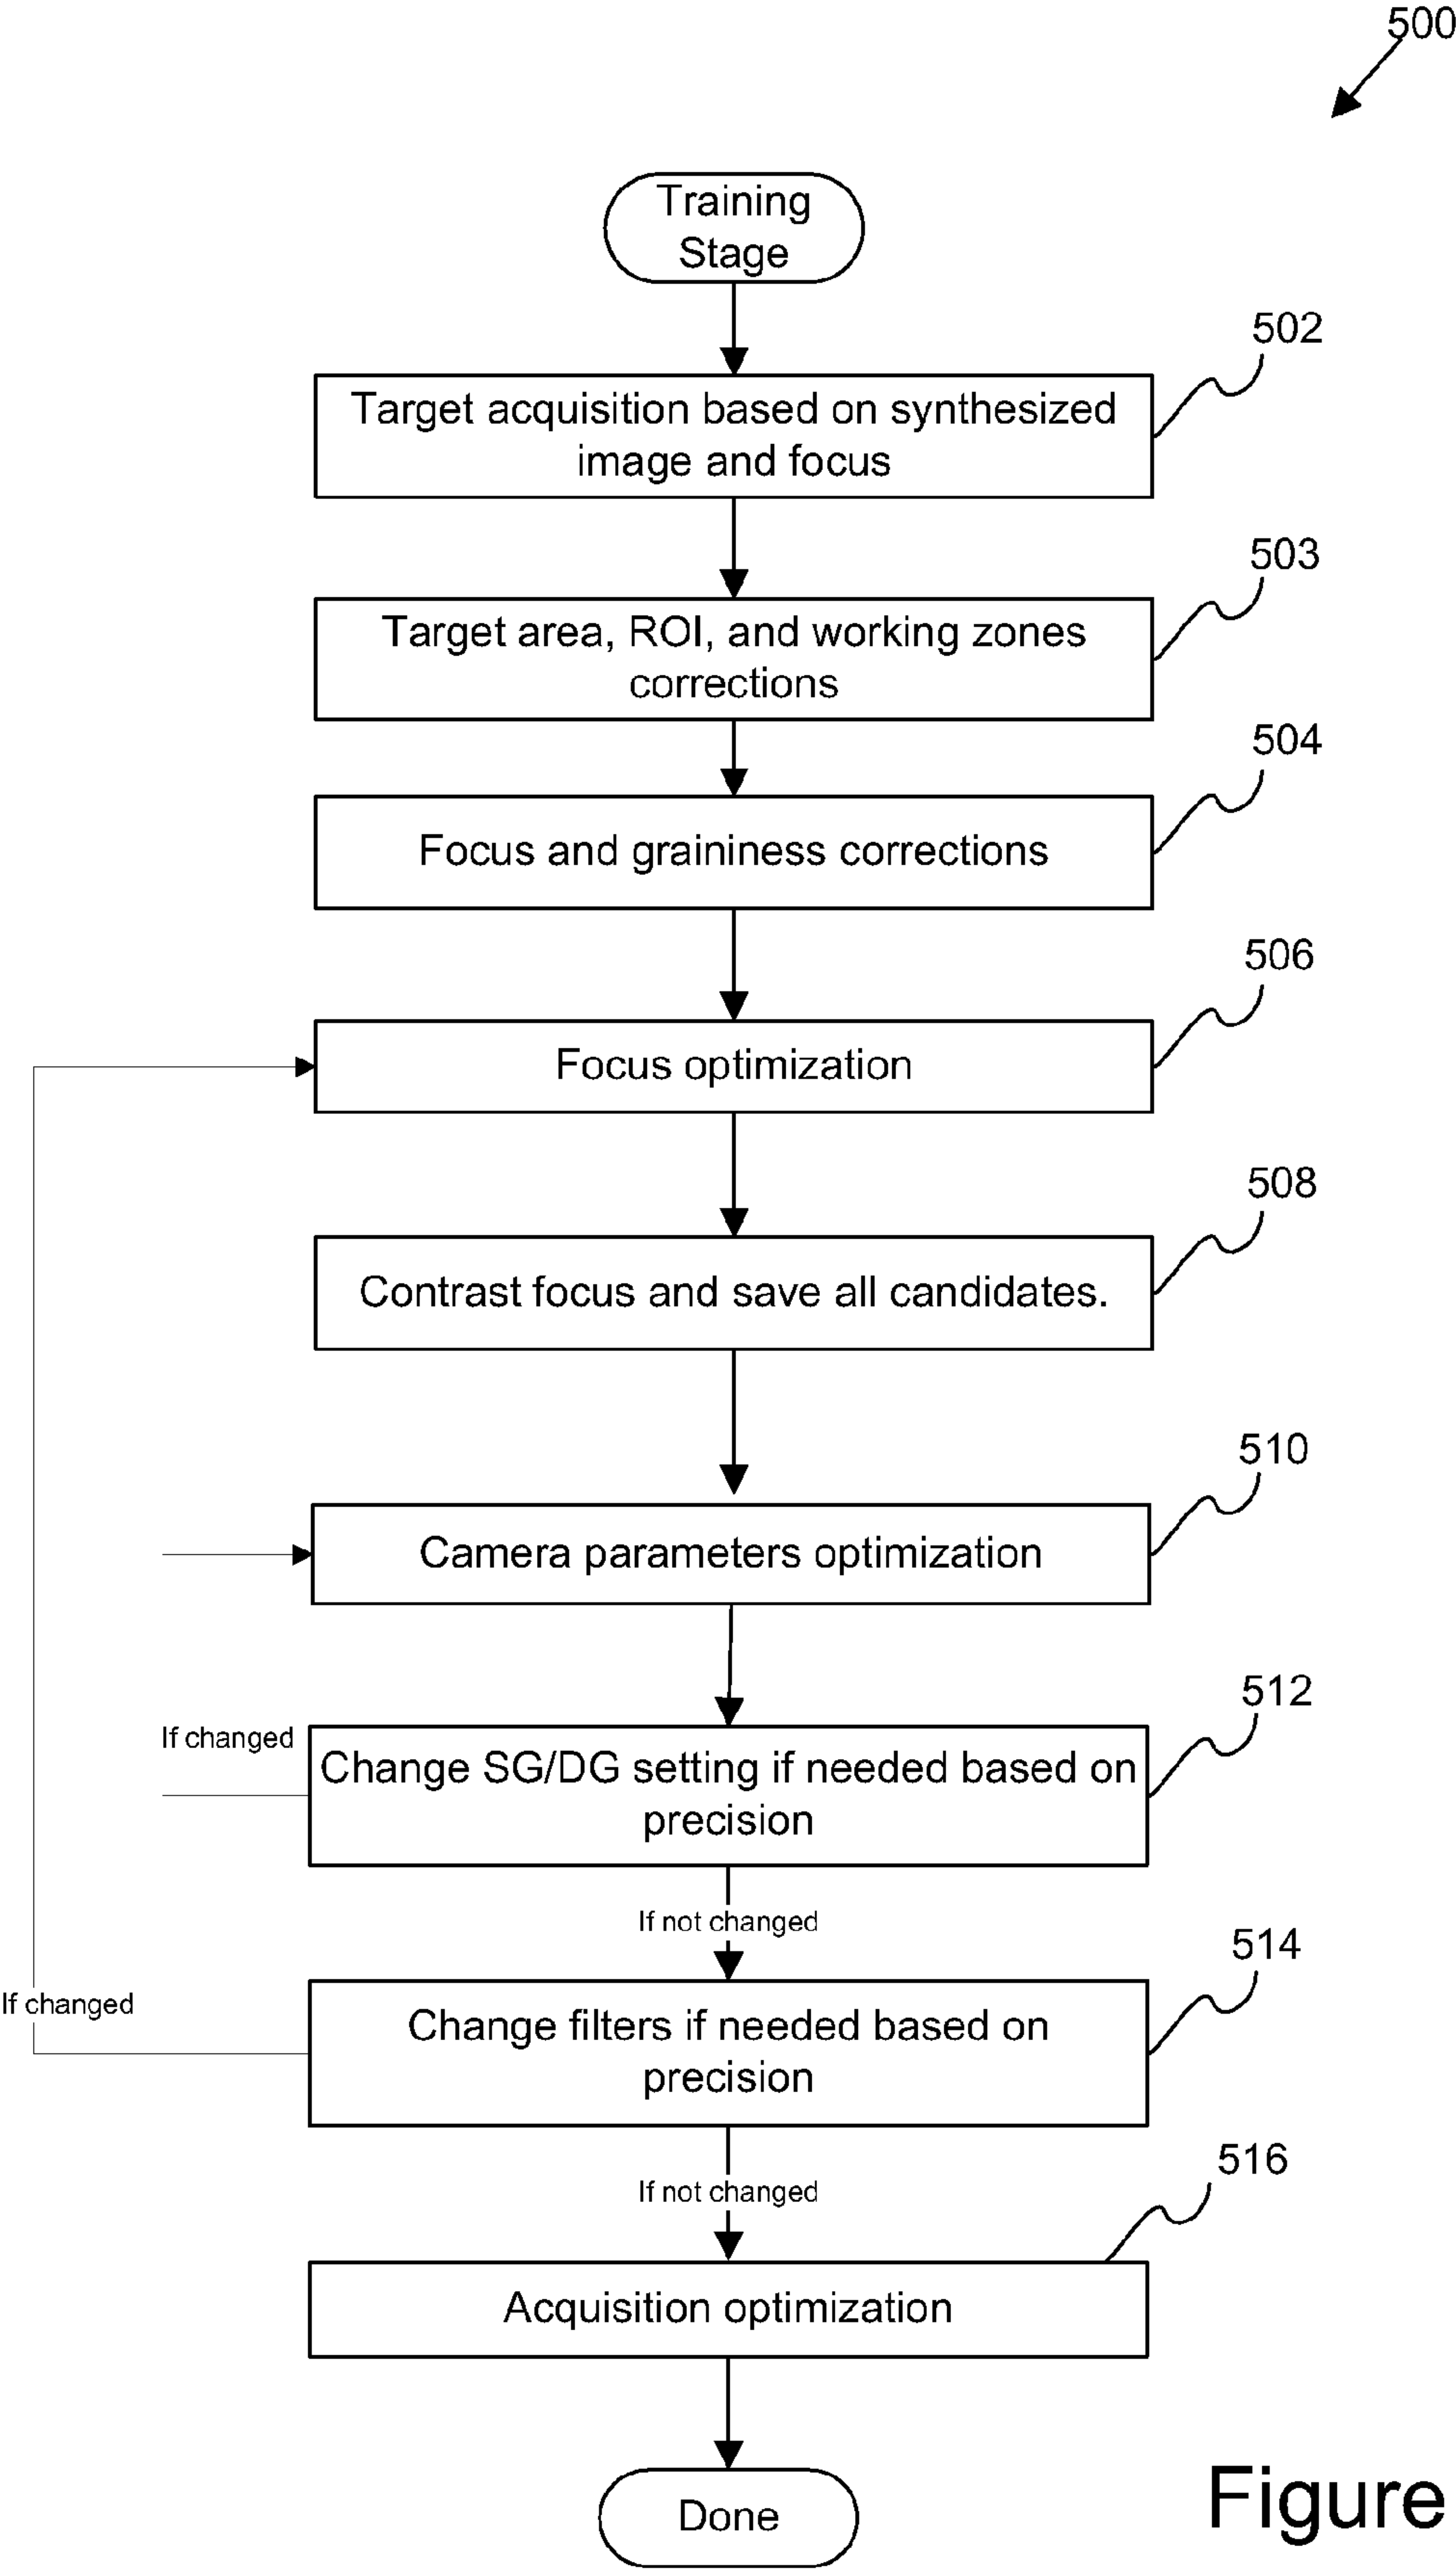 500
Training
Stage
502
Target acquisition based on synthesized
image and focus
503
Target area, ROI, and working zones
corrections
504
Focus and graininess corrections
506
Focus optimization
508
Contrast focus and save all candidates.
510
Camera parameters optimization
512
If changed
Change SG/DG setting if needed based on
precision
If not changed
514
If changed
Change filters if needed based on
precision
516
If not changed
Acquisition optimization
Done
Figure